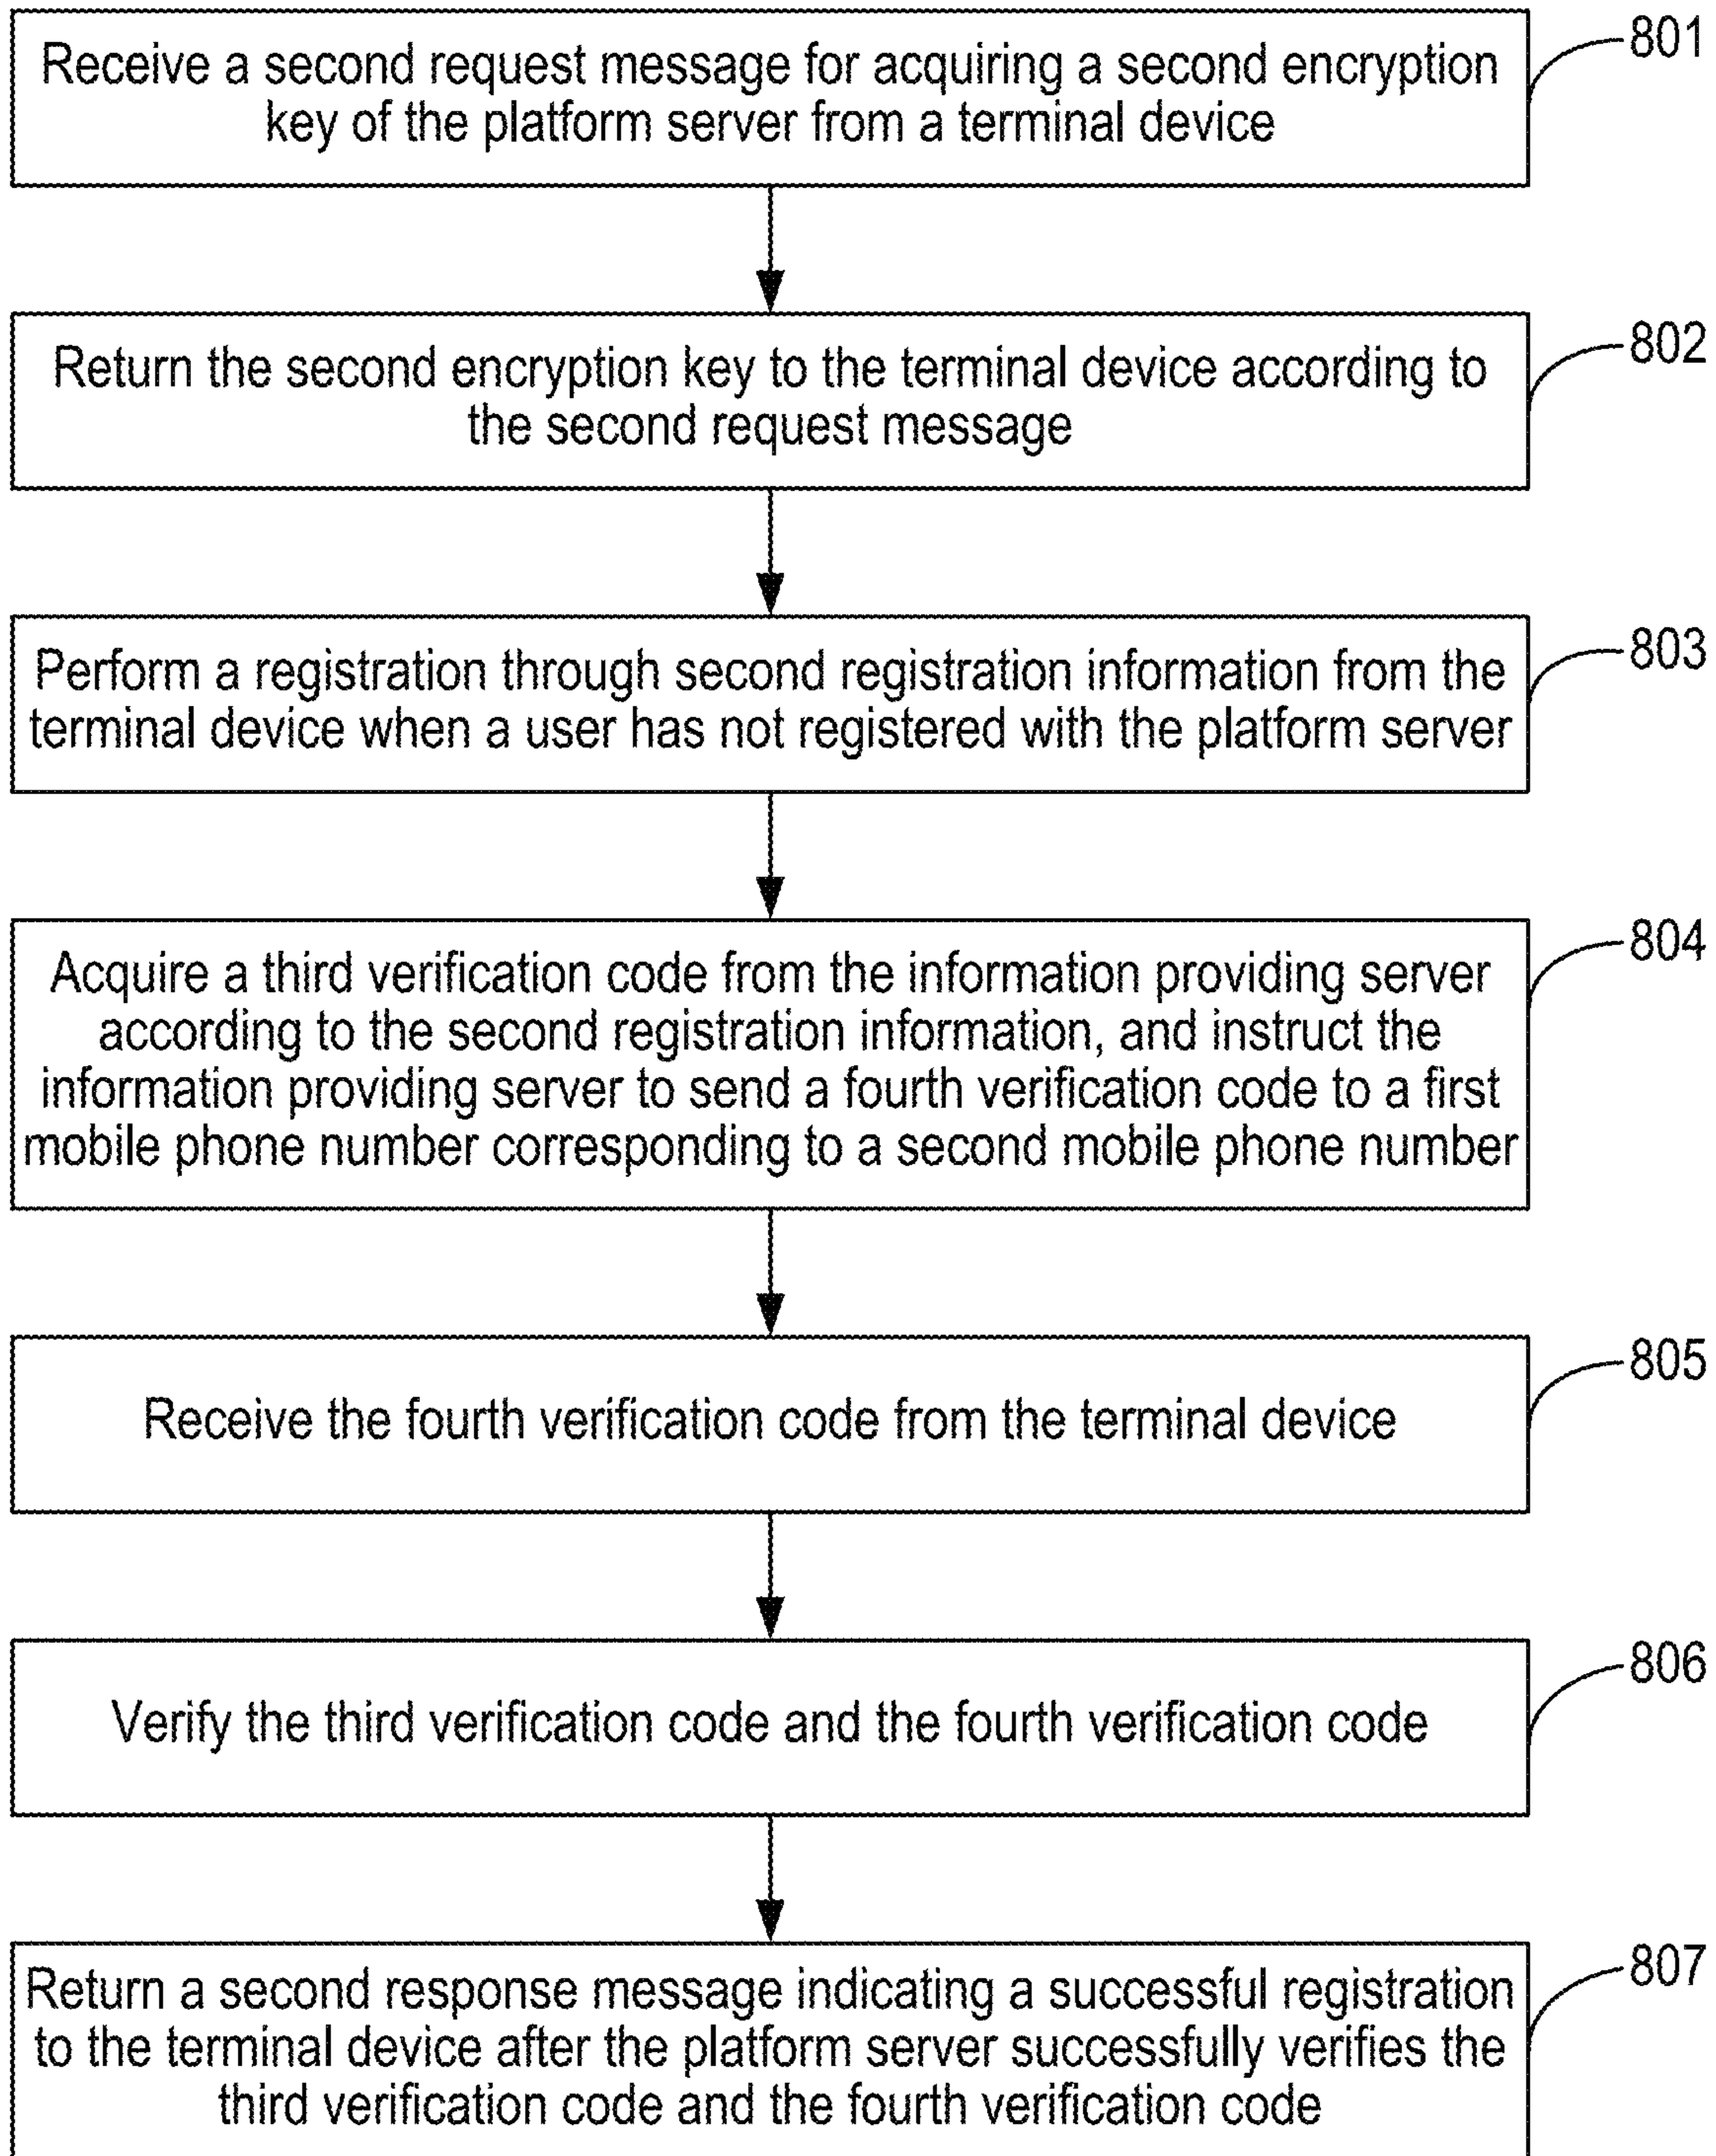 801
Receive a second request message for acquiring a second encryption
key of the platform server from a terminal device
802
Return the second encryption key to the terminal device according to
the second request message
803
Perform a registration through second registration information from the
terminal device when a user has not registered with the platform server
804
Acquire a third verification code from the information providing server
according to the second registration information, and instruct the
information providing server to send a fourth verification code to a first
mobile phone number corresponding to a second mobile phone number
805
Receive the fourth verification code from the terminal device
806
Verify the third verification code and the fourth verification code
807
Return a second response message indicating a successful registration
to the terminal device after the platform server successfully verifies the
third verification code and the fourth verification code